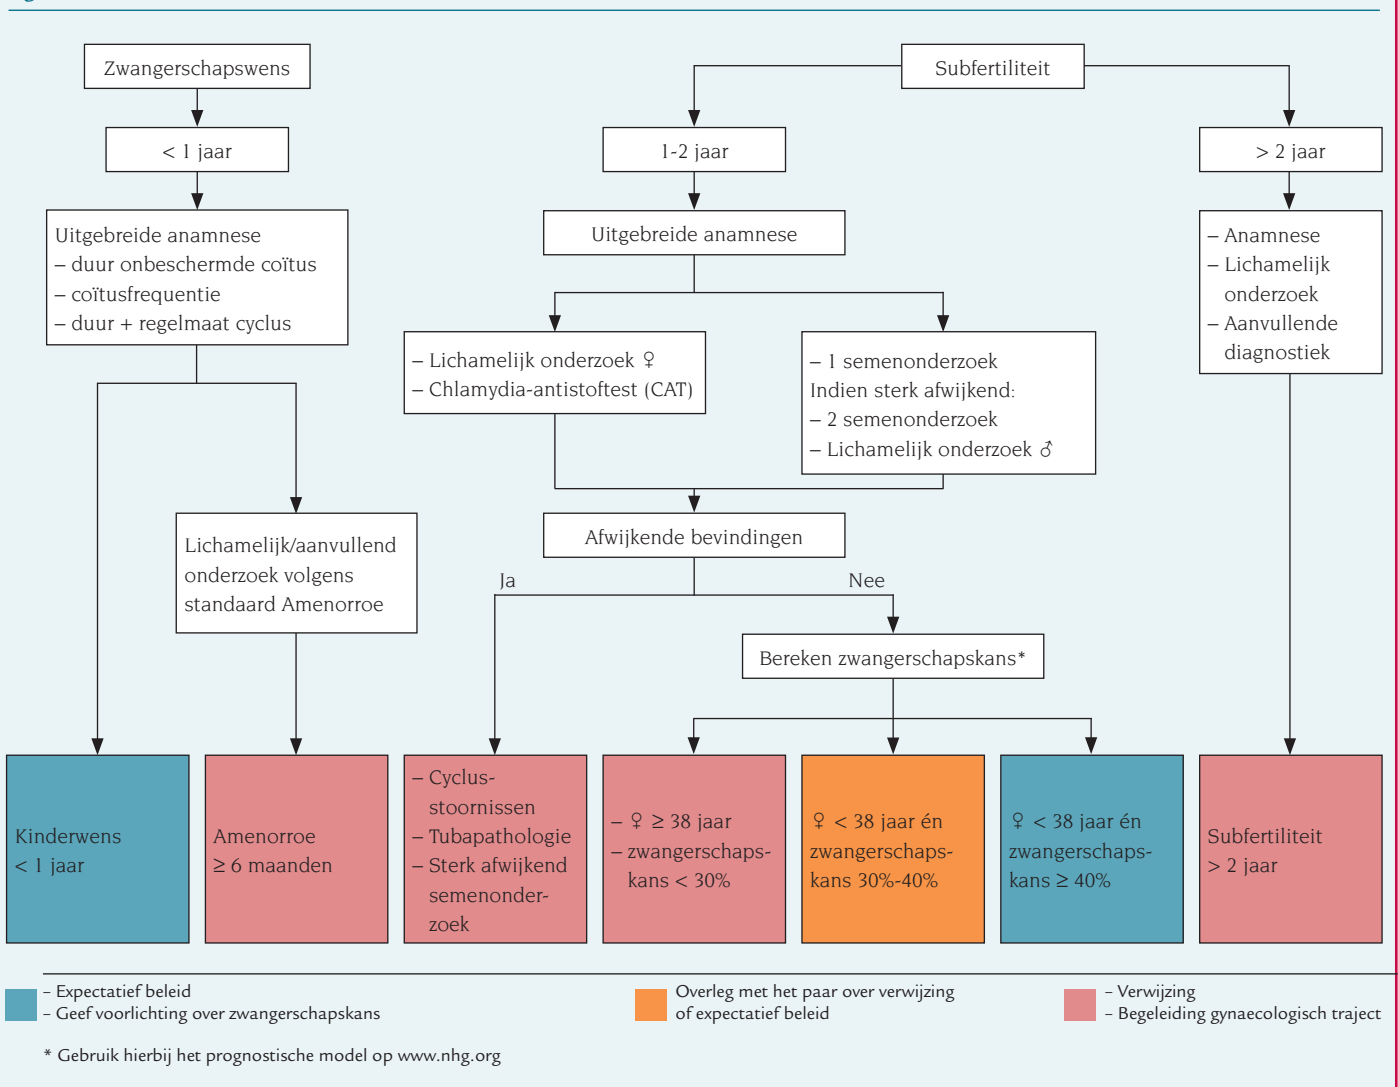 Zwangerschapswens
< 1 jaar
Uitgebreide anamnese
– duur onbeschermde coïtus
– coïtusfrequentie
– duur + regelmaat cyclus
Lichamelijk/aanvullend
onderzoek volgens
standaard Amenorroe
Subfertiliteit
1-2 jaar
> 2 jaar
Uitgebreide anamnese
– Anamnese
– Lichamelijk
onderzoek
– Aanvullende
diagnostiek
– Lichamelijk onderzoek ♀
– Chlamydia-antistoftest (CAT)
– 1 semenonderzoek
Indien sterk afwijkend:
– 2 semenonderzoek
– Lichamelijk onderzoek ♂
Afwijkende bevindingen
Ja
Nee
Bereken zwangerschapskans*
Kinderwens
< 1 jaar
Amenorroe
≥ 6 maanden
– Cyclus-
stoornissen
– Tubapathologie
– Sterk afwijkend
semenonder-
zoek
– ♀ ≥ 38 jaar
– zwangerschaps-
kans < 30%
♀ < 38 jaar én
zwangerschaps-
kans 30%-40%
♀ < 38 jaar én
zwangerschaps-
kans ≥ 40%
Subfertiliteit
> 2 jaar
– Expectatief beleid
– Geef voorlichting over zwangerschapskans
Overleg met het paar over verwijzing
of expectatief beleid
– Verwijzing
– Begeleiding gynaecologisch traject
* Gebruik hierbij het prognostische model op www.nhg.org